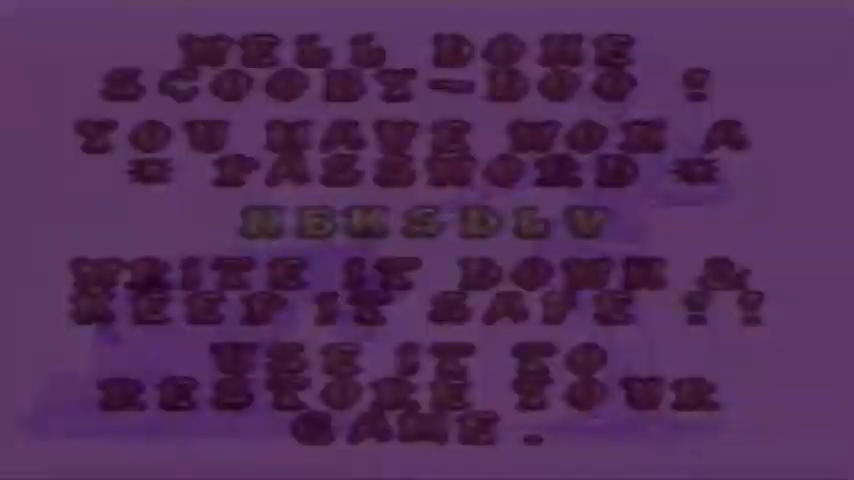 WELL DONE
SCOOBY-DOO !
YOU HAVE WON A
* PASSWORD *
WRITE IT DOWN &
KEEP IT SAFE !!
USE IT TO
RESTORE YOUR
GAME.